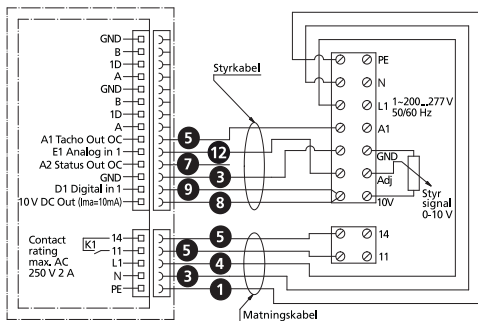 GND
B
1D
A
GND
B
1D
A
A1 Tacho Out OC
E1 Analog in 1
A2 Status Out OC
GND
D1 Digital in 1
10 V DC Out (Ima=10mA)
5
12
7
3
9
8
Styrkabel
PE
N
L1
1~200...277 V
50/60 Hz
A1
GND
Adj
10V
Styr
signal
0-10 V
Contact
rating
max. AC
250 V 2 A
K1
14
11
L1
N
PE
5
5
4
3
1
14
11
Matningskabel